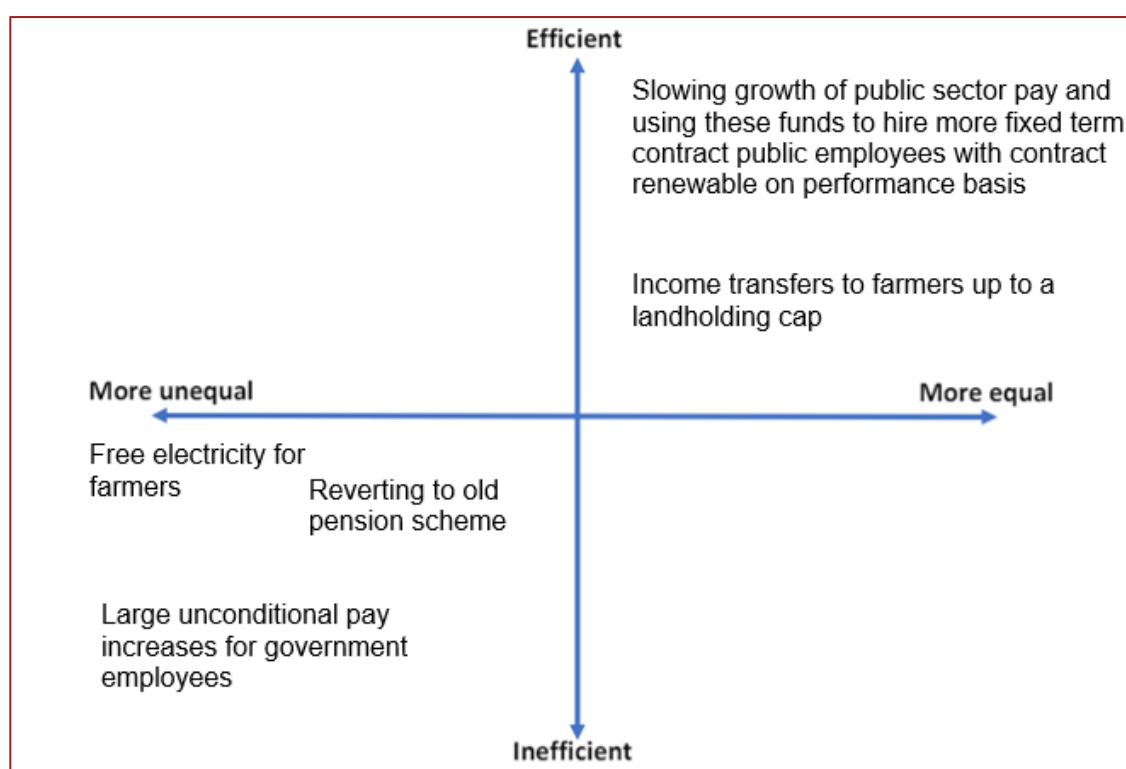 Efficient
Slowing growth of public sector pay and
using these funds to hire more fixed term
contract public employees with contract
renewable on performance basis
Income transfers to farmers up to a
landholding cap
More unequal
More equal
Free electricity for
farmers
Reverting to old
pension scheme
Large unconditional pay
increases for government
employees
Inefficient